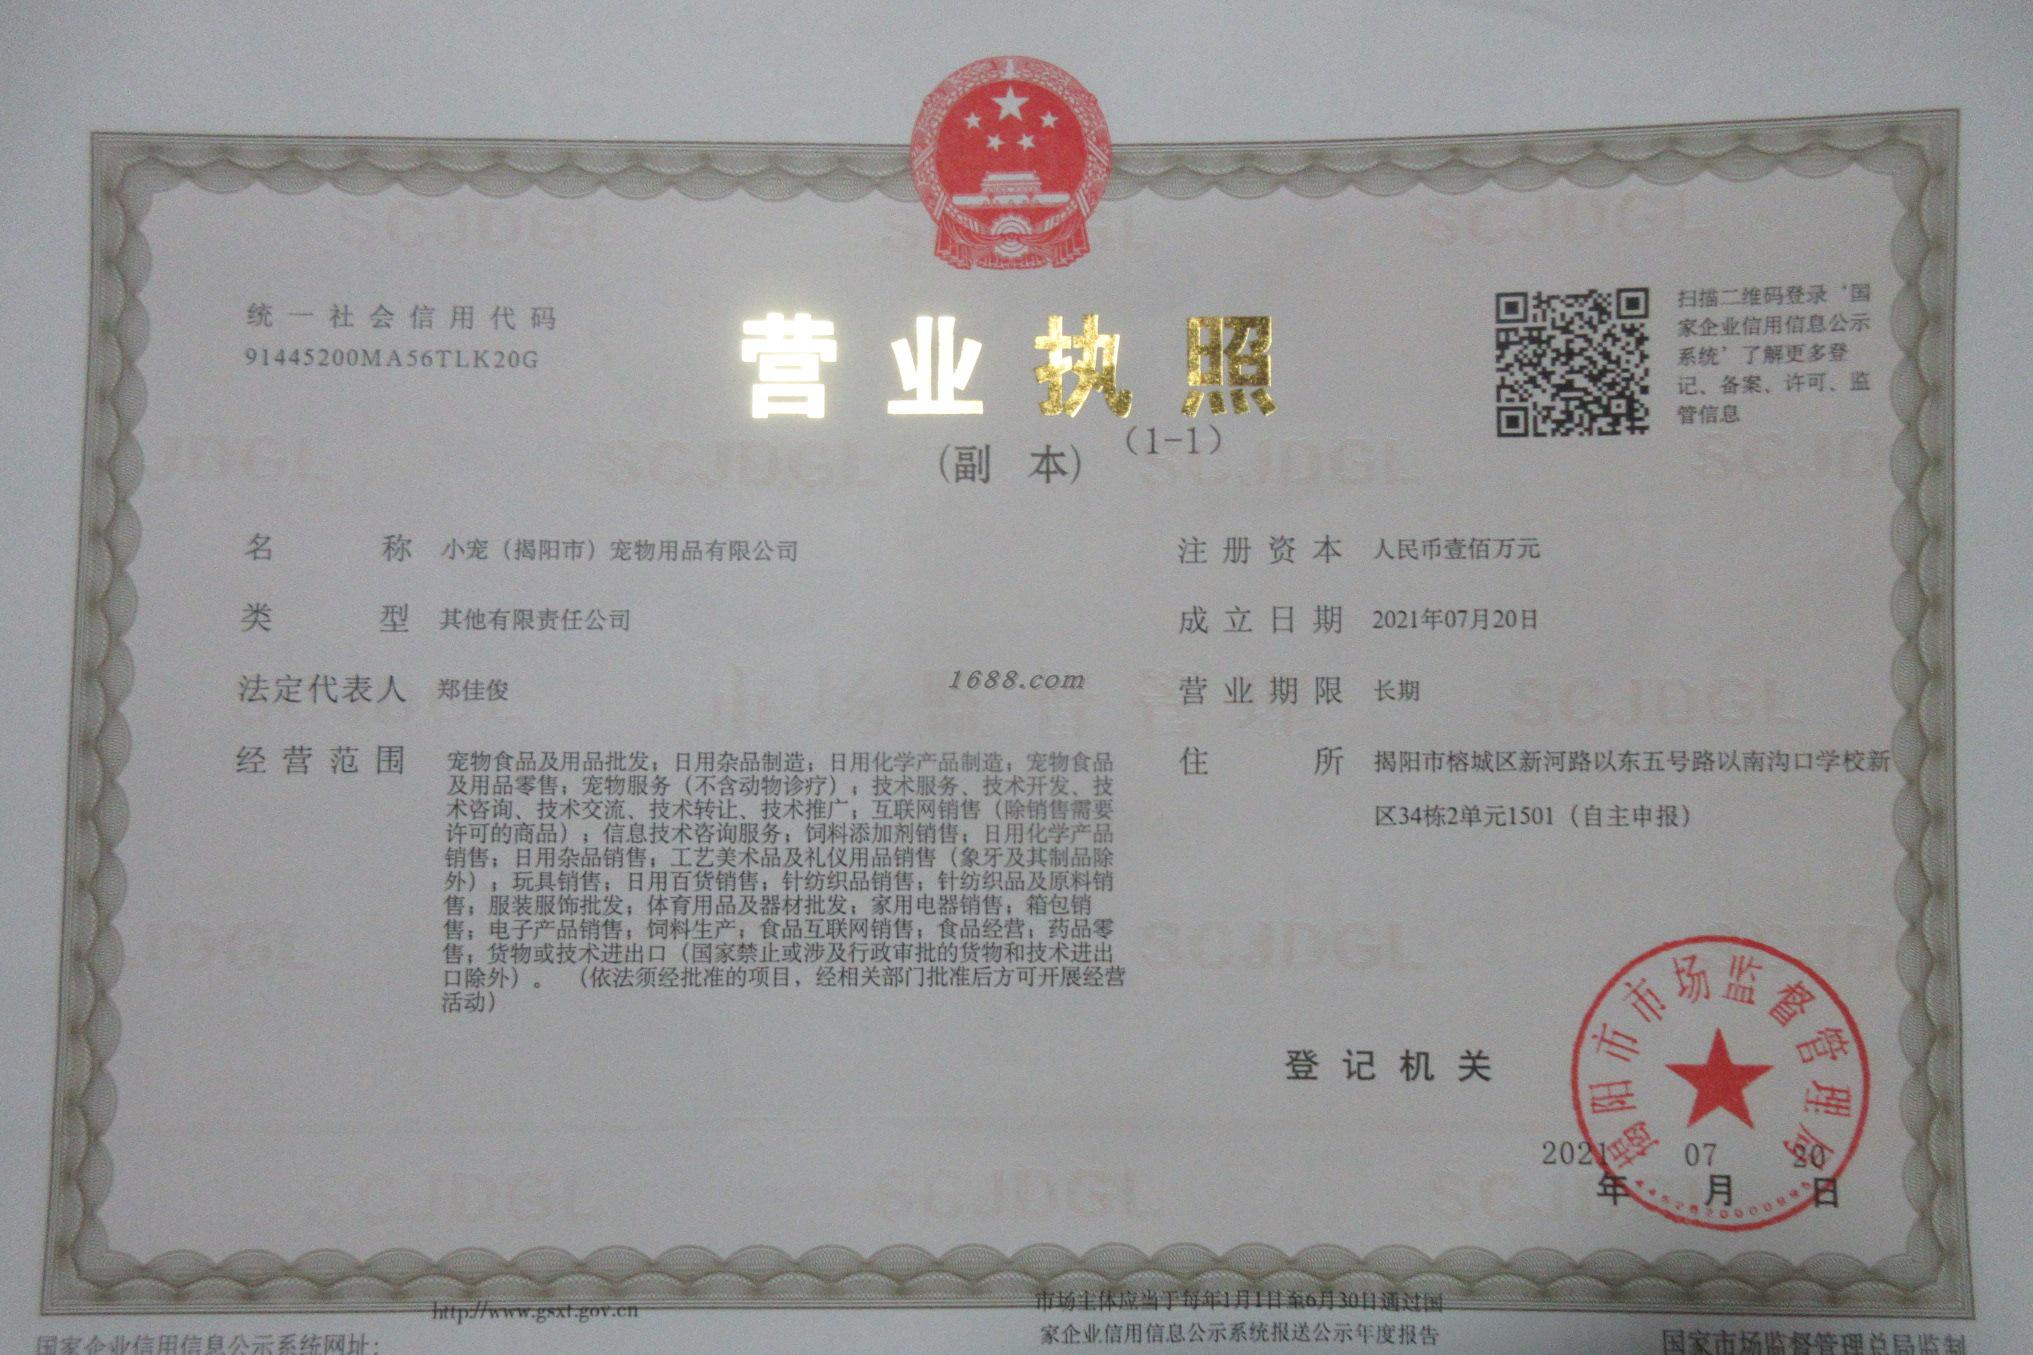 统一社会信用代码
91445200MA56TLK20G
营业执照
(副 本) （1-1）
扫描二维码登录‘国
家企业信用信息公示
系统’了解更多登
记、备案、许可、监
管信息
名 称 小宠（揭阳市）宠物用品有限公司
类 型 其他有限责任公司
法定代表人 郑佳俊
经营范围 宠物食品及用品批发；日用杂品制造；日用化学产品制造；宠物食品
及用品零售；宠物服务（不含动物诊疗）；技术服务、技术开发、技
术咨询、技术交流、技术转让、技术推广；互联网销售（除销售需要
许可的商品）；信息技术咨询服务；饲料添加剂销售；日用化学产品
销售；日用杂品销售；工艺美术品及礼仪用品销售（象牙及其制品除
外）；玩具销售；日用百货销售；针纺织品销售；针纺织品及原料销
售；服装服饰批发；体育用品及器材批发；家用电器销售；箱包销
售；电子产品销售；饲料生产；食品互联网销售；食品经营；药品零
售；货物或技术进出口（国家禁止或涉及行政审批的货物和技术进出
口除外）。（依法须经批准的项目，经相关部门批准后方可开展经营
活动）
1688.com
注册资本 人民币壹佰万元
成立日期 2021年07月20日
营业期限 长期
住 所 揭阳市榕城区新河路以东五号路以南沟口学校新
区34栋2单元1501（自主申报）
登记机关
揭阳市市场监督管理局
2021 07 20
年 月 日
http://www.gsxt.gov.cn
国家企业信用信息公示系统网址：
市场主体应当于每年1月1日至6月30日通过国
家企业信用信息公示系统报送公示年度报告
国家市场监督管理总局监制
SCJDGL